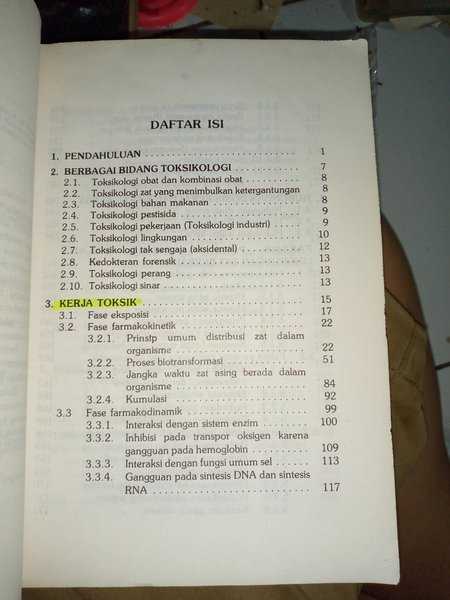 DAFTAR ISI
1. PENDAHULUAN 1
2. BERBAGAI BIDANG TOKSIKOLOGI 7
2.1. Toksikologi obat dan kombinasi obat 8
2.2. Toksikologi zat yang menimbulkan ketergantungan 8
2.3. Toksikologi bahan makanan 8
2.4. Toksikologi pestisida 9
2.5. Toksikologi pekerjaan (Toksikologi industri) 9
2.6. Toksikologi lingkungan 10
2.7. Toksikologi tak sengaja (aksidental) 12
2.8. Kedokteran forensik 13
2.9. Toksikologi perang 13
2.10. Toksikologi sinar 13
3. KERJA TOKSIK 15
3.1. Fase eksposisi 17
3.2. Fase farmakokinetik 22
3.2.1 Prinsip umum distribusi zat dalam
organisme 22
3.2.2. Proses biotransformasi 51
3.2.3. Jangka waktu zat asing berada dalam
organisme 84
3.2.4. Kumulasi 92
3.3 Fase farmakodinamik 99
3.3.1. Interaksi dengan sistem enzim 100
3.3.2. Inhibisi pada transpor oksigen karena
gangguan pada hemoglobin 109
3.3.3. Interaksi dengan fungsi umum sel 113
3.3.4. Gangguan pada sintesis DNA dan sintesis
RNA 117